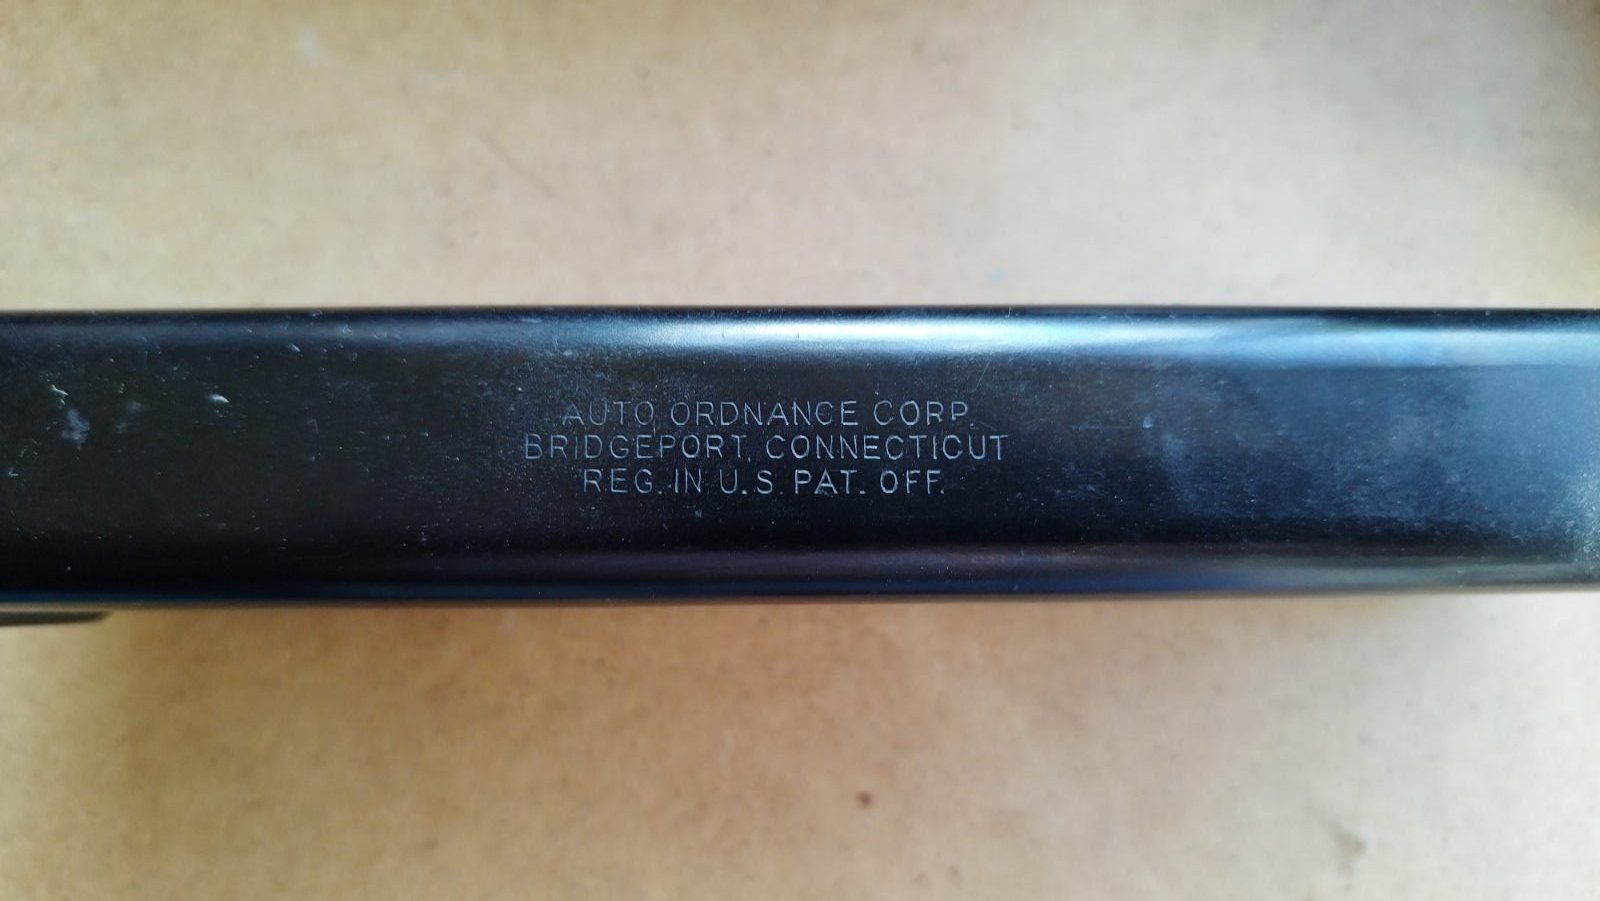 AUTO ORDNANCE CORP.
BRIDGEPORT, CONNECTICUT
REG. IN U.S. PAT. OFF.